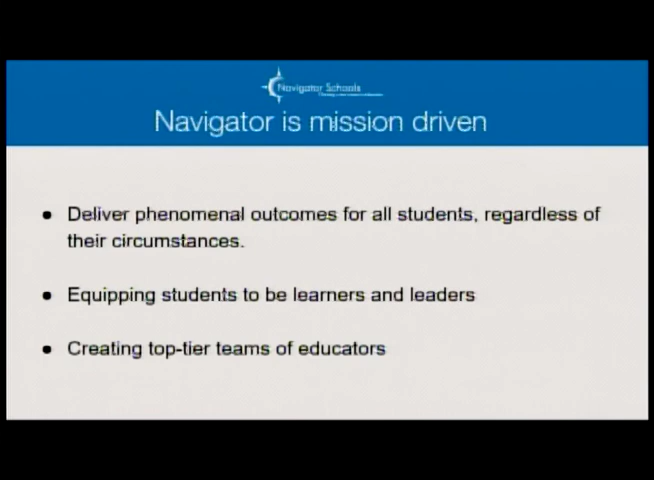 Navigator Schools
Navigator is mission driven
● Deliver phenomenal outcomes for all students, regardless of
their circumstances.
● Equipping students to be learners and leaders
● Creating top-tier teams of educators